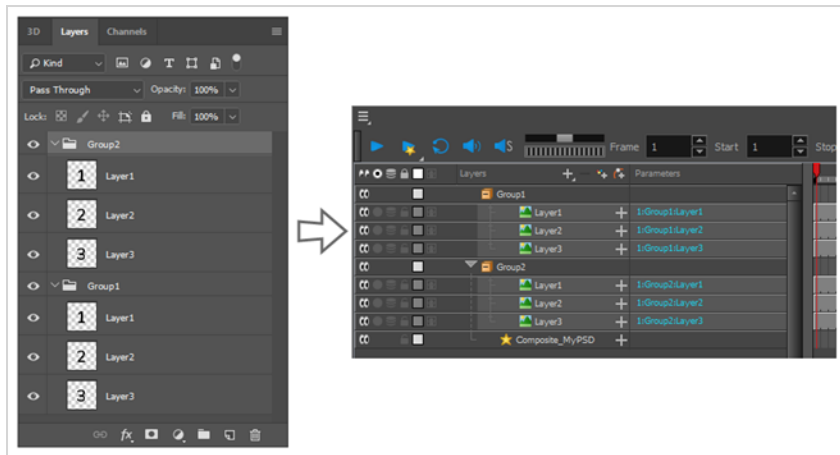 3D Layers Channels
Kind
Pass Through Opacity: 100%
Lock: Fill: 100%
Group2
1 Layer1
2 Layer2
3 Layer3
Group1
1 Layer1
2 Layer2
3 Layer3
fx
S Frame 1 Start 1 Stop
Layers Parameters
Group1
Layer1 1:Group1:Layer1
Layer2 1:Group1:Layer2
Layer3 1:Group1:Layer3
Group2
Layer1 1:Group2:Layer1
Layer2 1:Group2:Layer2
Layer3 1:Group2:Layer3
Composite_MyPSD